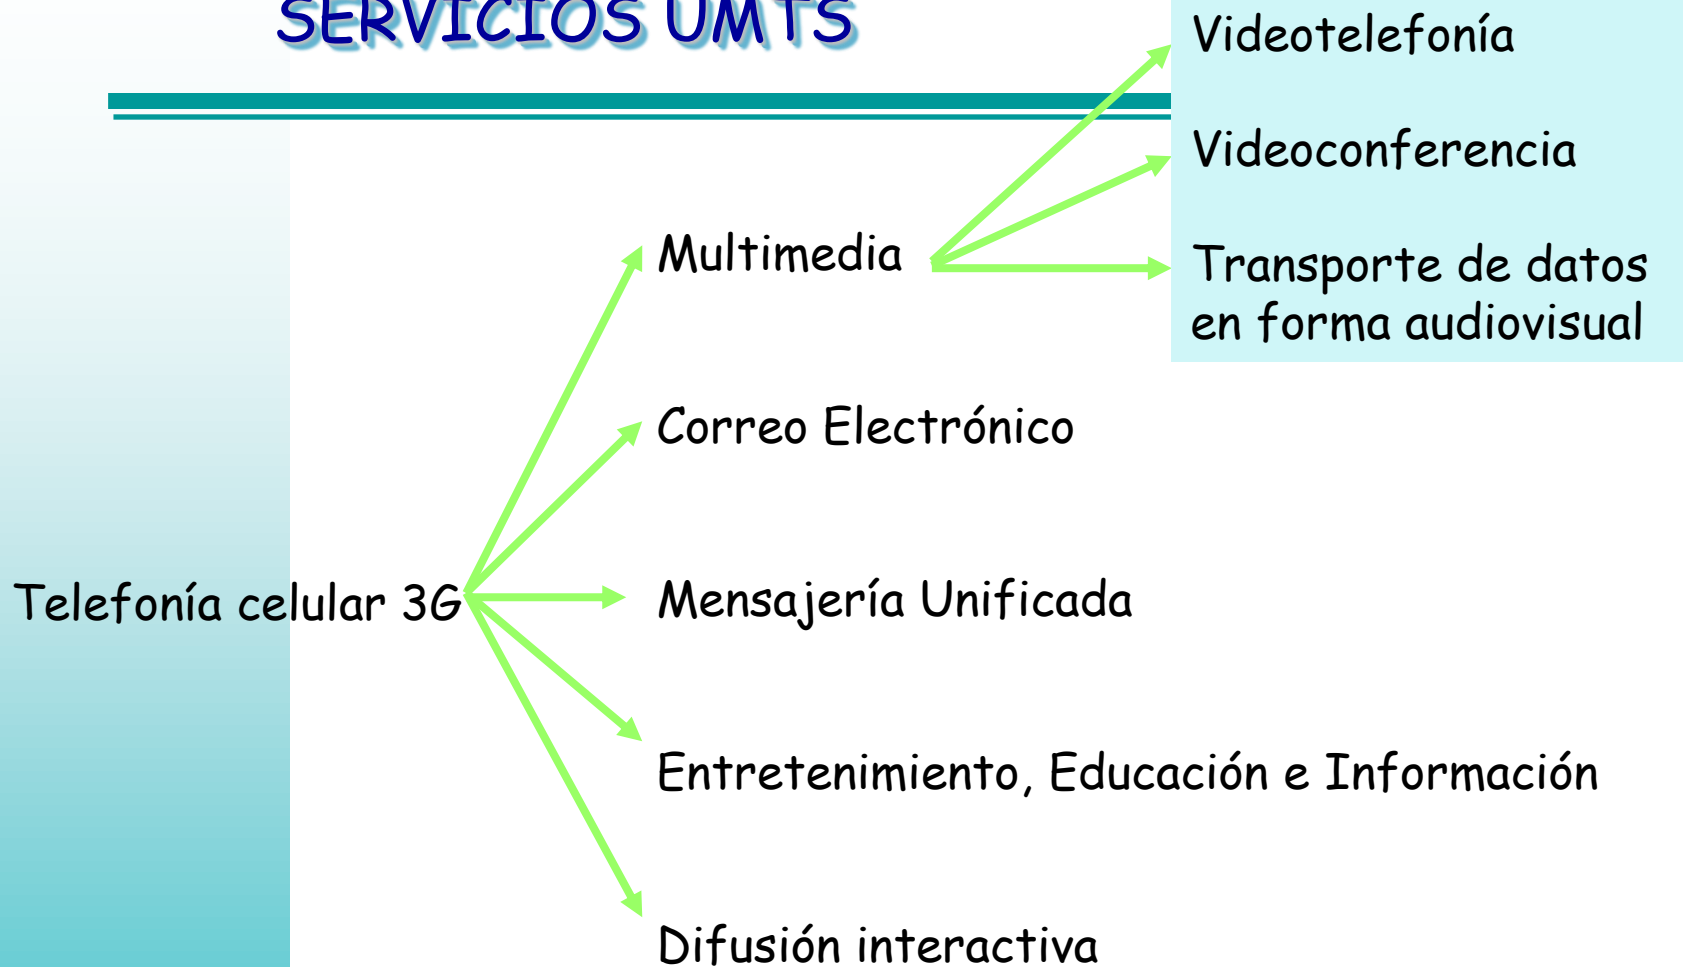 SERVICIOS UMTS
Videotelefonía
Videoconferencia
Multimedia
Transporte de datos
en forma audiovisual
Correo Electrónico
Telefonía celular 3G
Mensajería Unificada
Entretenimiento, Educación e Información
Difusión interactiva